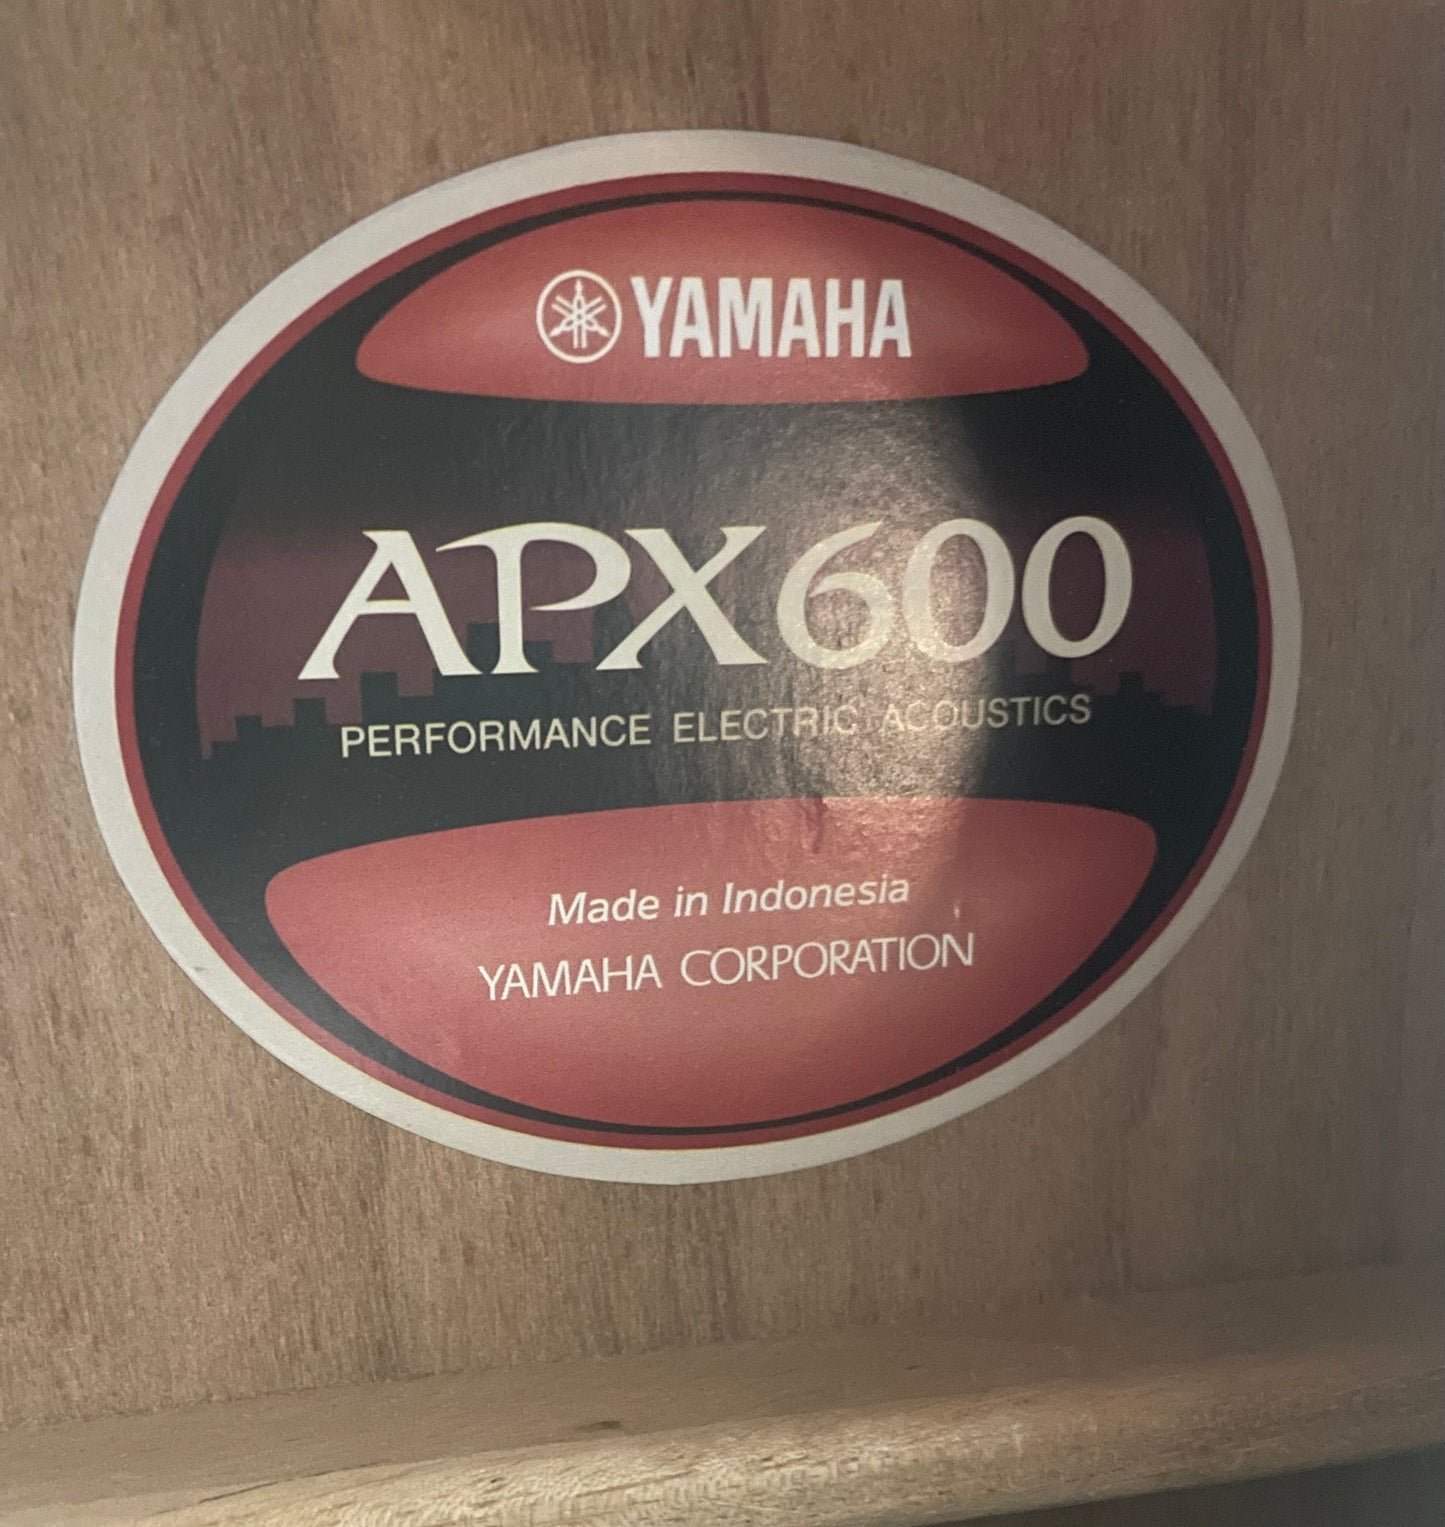 YAMAHA
APX600
PERFORMANCE ELECTRIC ACOUSTICS
Made in Indonesia
YAMAHA CORPORATION